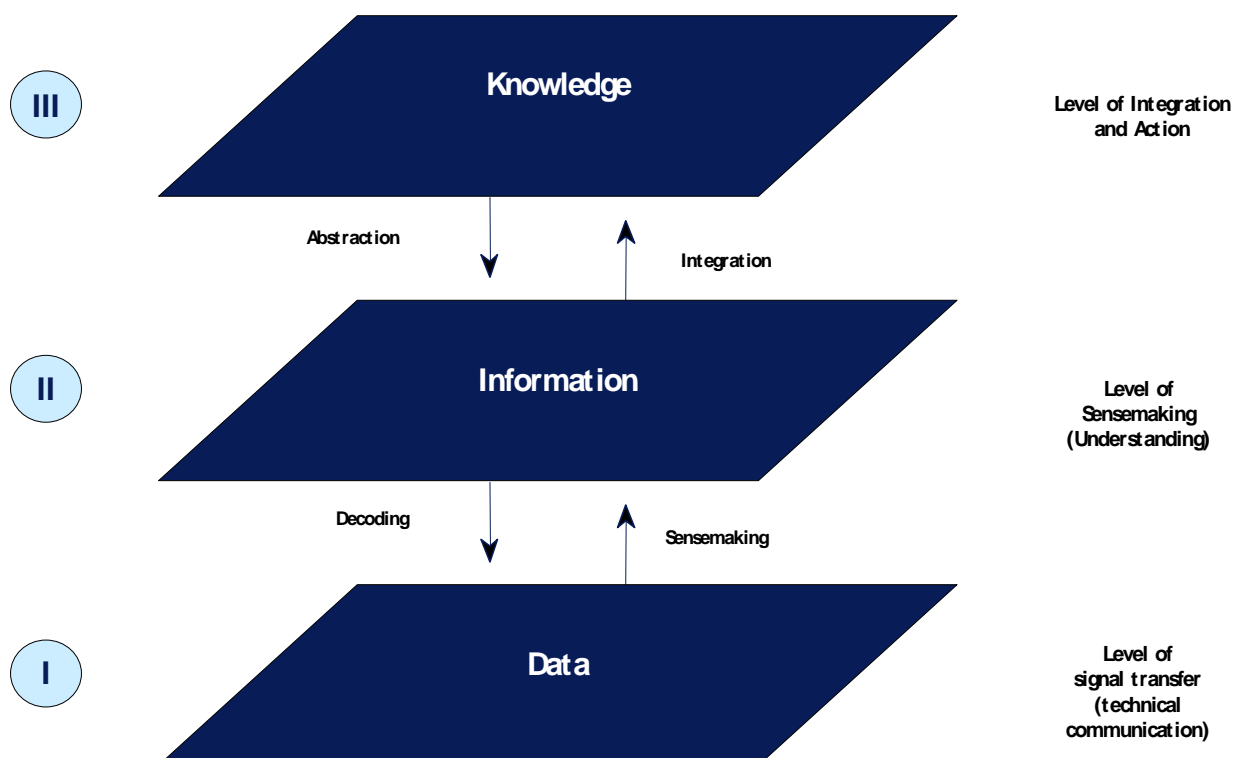 Knowledge
III
Level of Integration
and Action
Abstraction
Integration
Information
II
Level of
Sensemaking
(Understanding)
Decoding
Sensemaking
Data
I
Level of
signal transfer
(technical
communication)